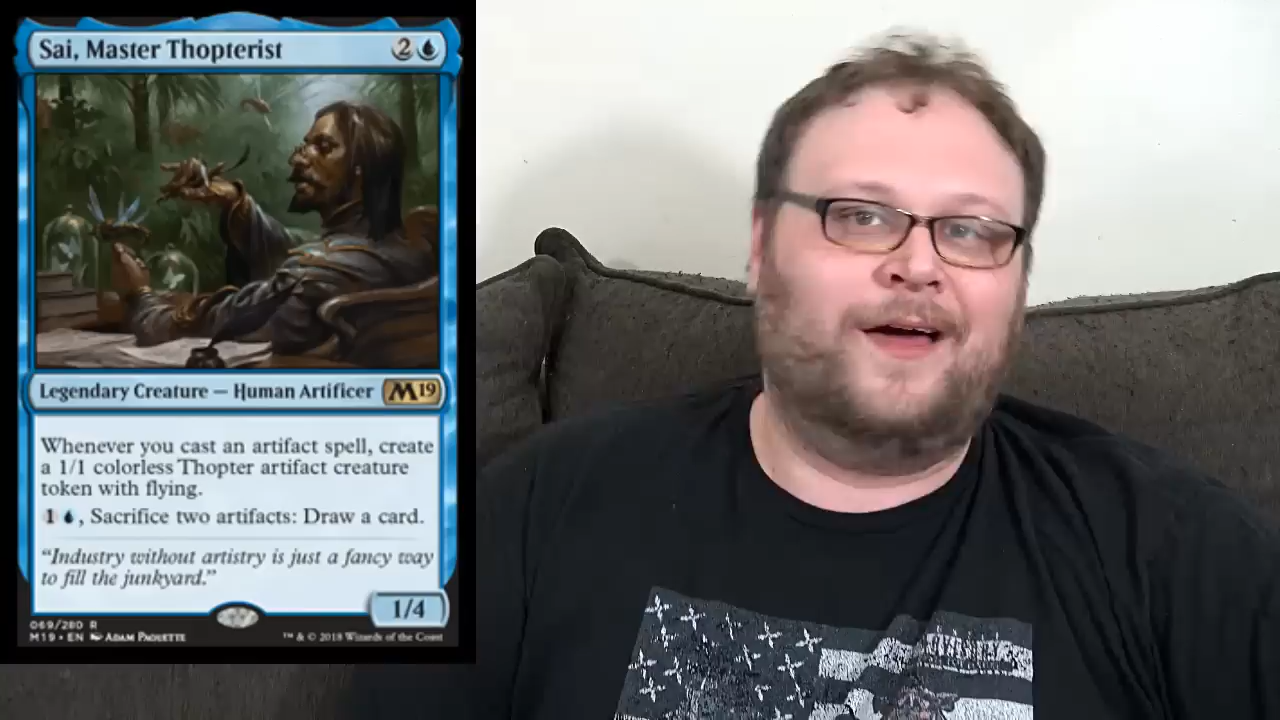 Sai, Master Thopterist 2
Legendary Creature — Human Artificer M19
Whenever you cast an artifact spell, create
a 1/1 colorless Thopter artifact creature
token with flying.
1 , Sacrifice two artifacts: Draw a card.
“Industry without artistry is just a fancy way
to fill the junkyard.”
1/4
069/280 R
M19 • EN Adam Paquette ™ & © 2018 Wizards of the Coast